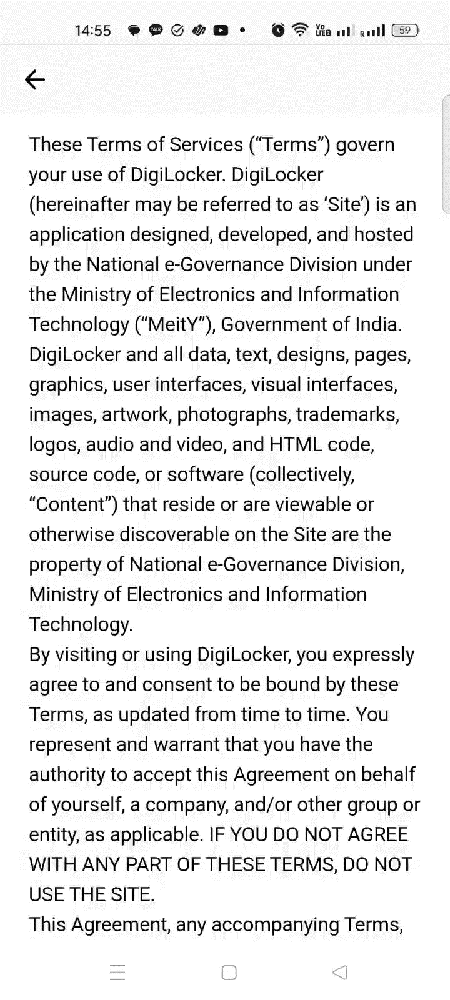 14:55 TALK Vo LTE2 R 59
These Terms of Services (“Terms”) govern
your use of DigiLocker. DigiLocker
(hereinafter may be referred to as ‘Site’) is an
application designed, developed, and hosted
by the National e-Governance Division under
the Ministry of Electronics and Information
Technology (“MeitY”), Government of India.
DigiLocker and all data, text, designs, pages,
graphics, user interfaces, visual interfaces,
images, artwork, photographs, trademarks,
logos, audio and video, and HTML code,
source code, or software (collectively,
“Content”) that reside or are viewable or
otherwise discoverable on the Site are the
property of National e-Governance Division,
Ministry of Electronics and Information
Technology.
By visiting or using DigiLocker, you expressly
agree to and consent to be bound by these
Terms, as updated from time to time. You
represent and warrant that you have the
authority to accept this Agreement on behalf
of yourself, a company, and/or other group or
entity, as applicable. IF YOU DO NOT AGREE
WITH ANY PART OF THESE TERMS, DO NOT
USE THE SITE.
This Agreement, any accompanying Terms,